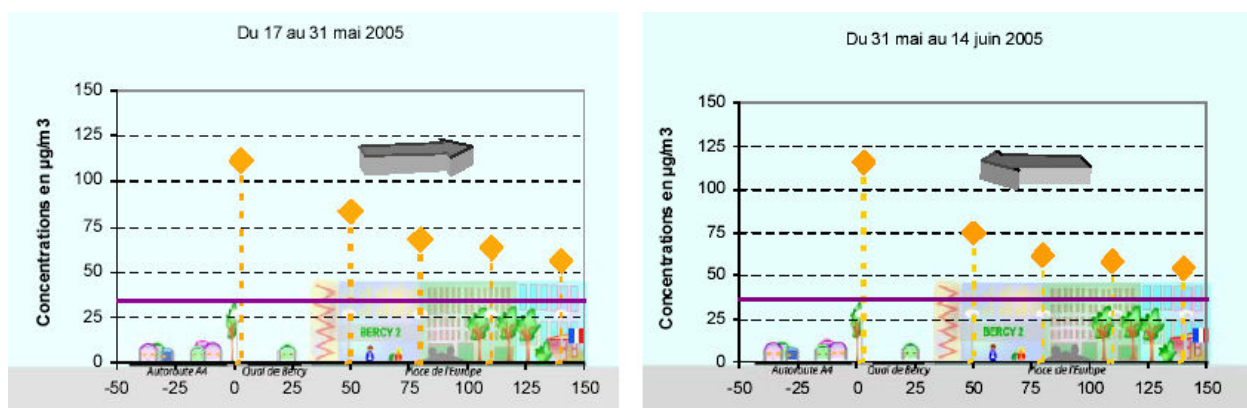 Du 17 au 31 mai 2005
Concentrations en µg/m3
150
125
100
75
50
25
0
BERCY 2
Autoroute A4 Quai de Bercy Place de l'Europe
-50 -25 0 25 50 75 100 125 150
Du 31 mai au 14 juin 2005
Concentrations en µg/m3
150
125
100
75
50
25
0
BERCY 2
Autoroute A4 Quai de Bercy Place de l'Europe
-50 -25 0 25 50 75 100 125 150